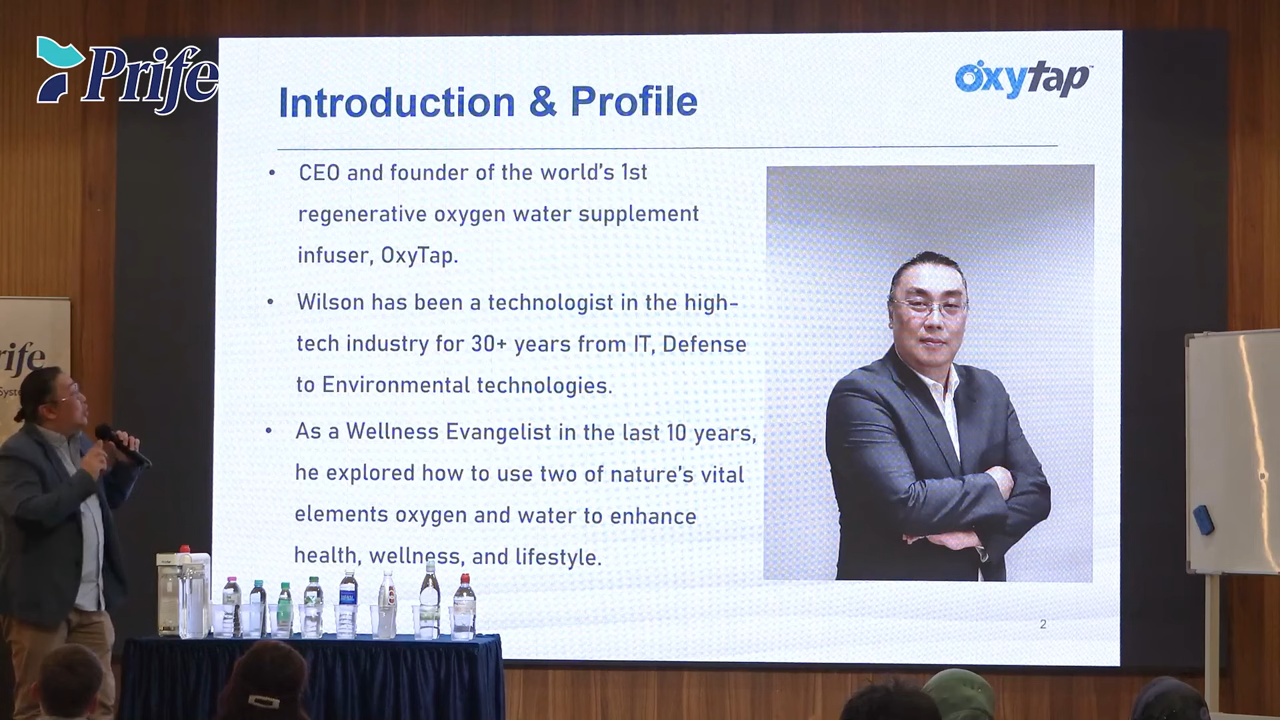 Prife
OxyTap™
Introduction & Profile
• CEO and founder of the world's 1st
regenerative oxygen water supplement
infuser, OxyTap.
• Wilson has been a technologist in the high-
tech industry for 30+ years from IT, Defense
to Environmental technologies.
• As a Wellness Evangelist in the last 10 years,
he explored how to use two of nature's vital
elements oxygen and water to enhance
health, wellness, and lifestyle.
2
rife
Syste